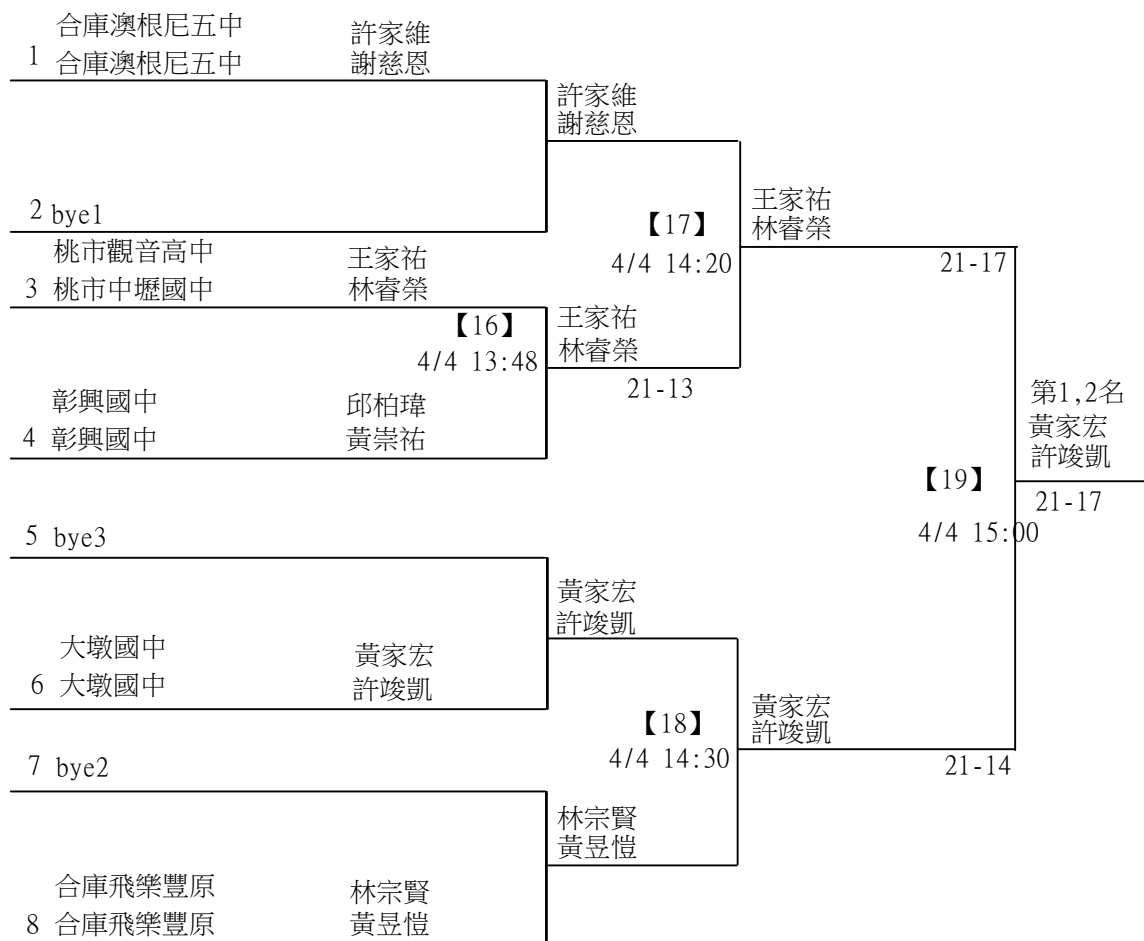 合庫澳根尼五中 許家維
1 合庫澳根尼五中 謝慈恩
許家維
謝慈恩
2 bye1
【17】
4/4 14:20
王家祐
林睿榮
21-17
桃市觀音高中 王家祐
3 桃市中壢國中 林睿榮
【16】
4/4 13:48
王家祐
林睿榮
21-13
彰興國中 邱柏瑋
4 彰興國中 黃崇祐
第1,2名
黃家宏
許竣凱
【19】
4/4 15:00
21-17
5 bye3
黃家宏
許竣凱
大墩國中 黃家宏
6 大墩國中 許竣凱
【18】
4/4 14:30
黃家宏
許竣凱
21-14
7 bye2
林宗賢
黃昱愷
合庫飛樂豐原 林宗賢
8 合庫飛樂豐原 黃昱愷